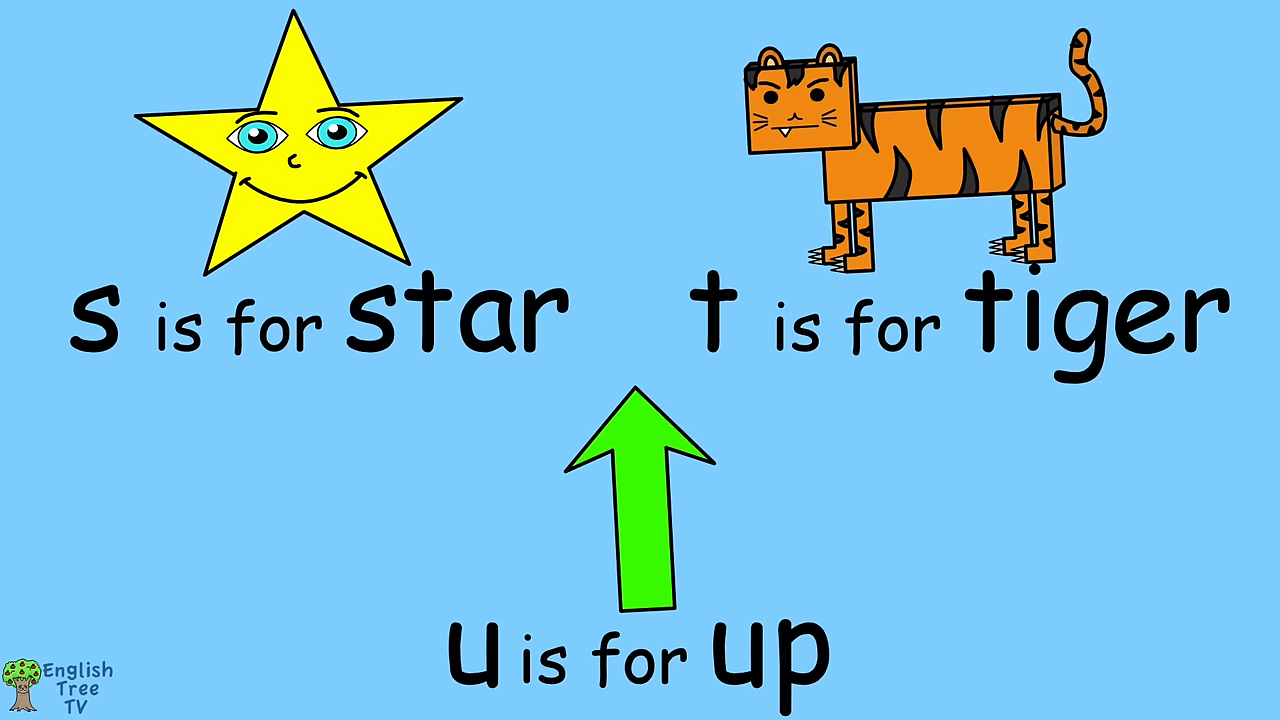 s is for star
t is for tiger
u is for up
English
Tree
TV